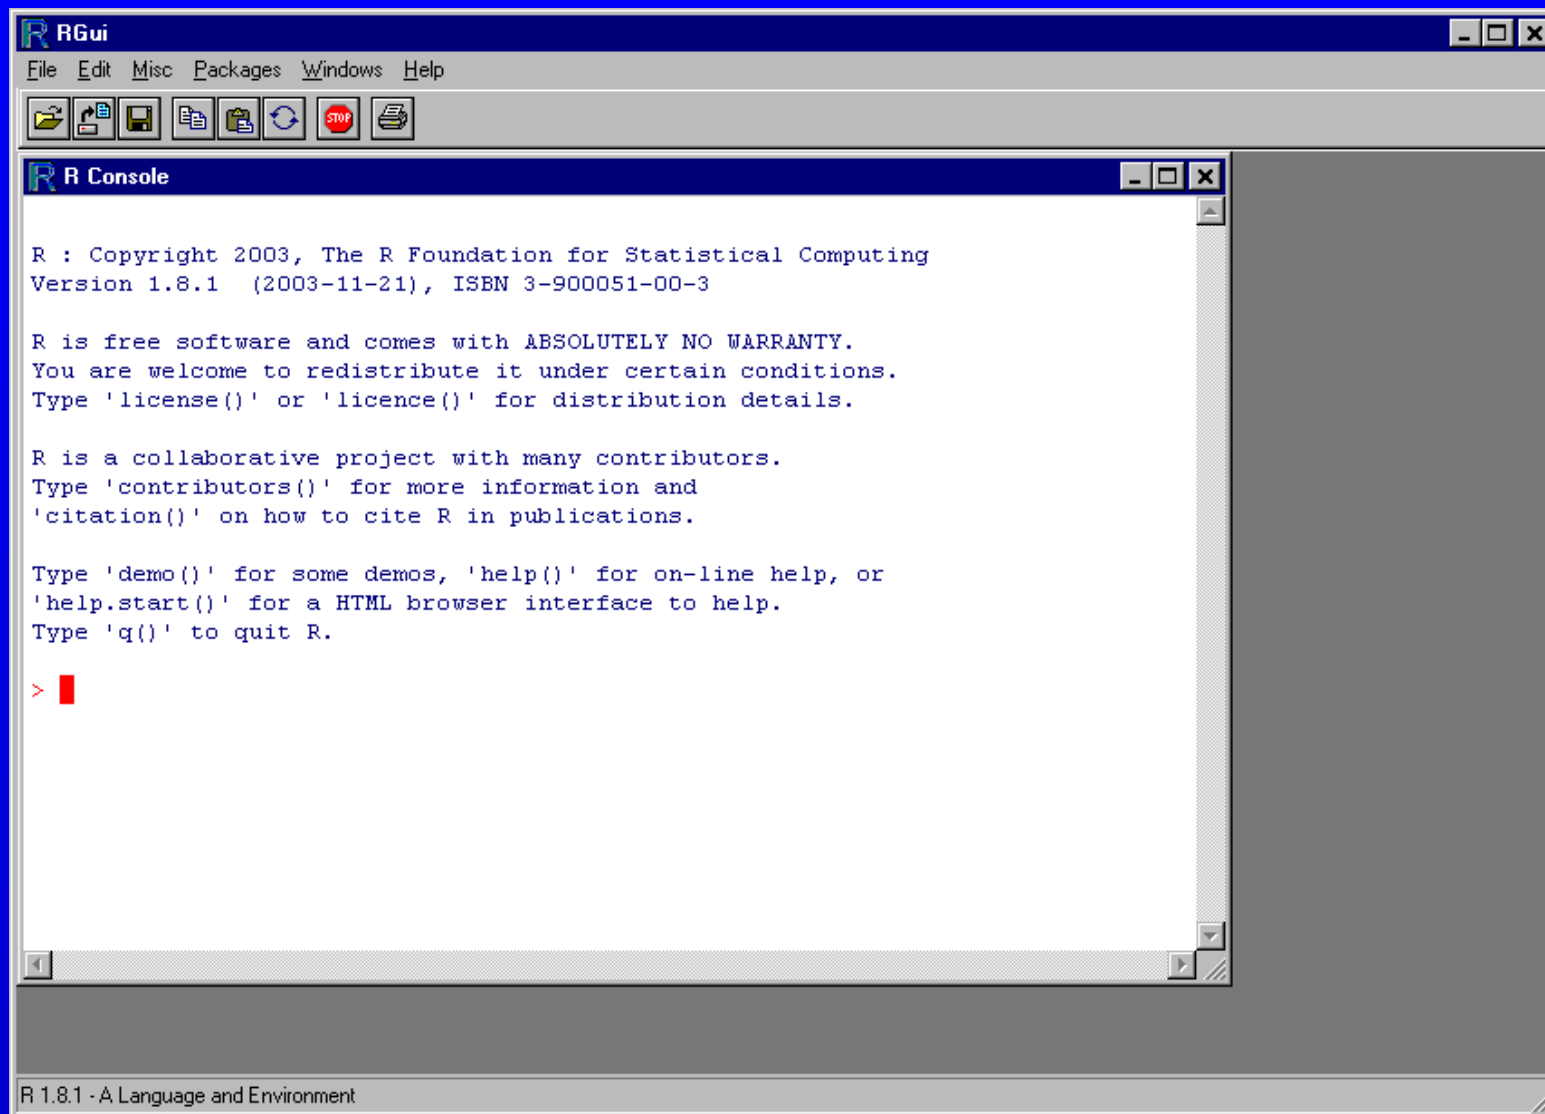 RGui
File Edit Misc Packages Windows Help
STOP
R Console
R : Copyright 2003, The R Foundation for Statistical Computing
Version 1.8.1  (2003-11-21), ISBN 3-900051-00-3
R is free software and comes with ABSOLUTELY NO WARRANTY.
You are welcome to redistribute it under certain conditions.
Type 'license()' or 'licence()' for distribution details.
R is a collaborative project with many contributors.
Type 'contributors()' for more information and
'citation()' on how to cite R in publications.
Type 'demo()' for some demos, 'help()' for on-line help, or
'help.start()' for a HTML browser interface to help.
Type 'q()' to quit R.
>
R 1.8.1 - A Language and Environment